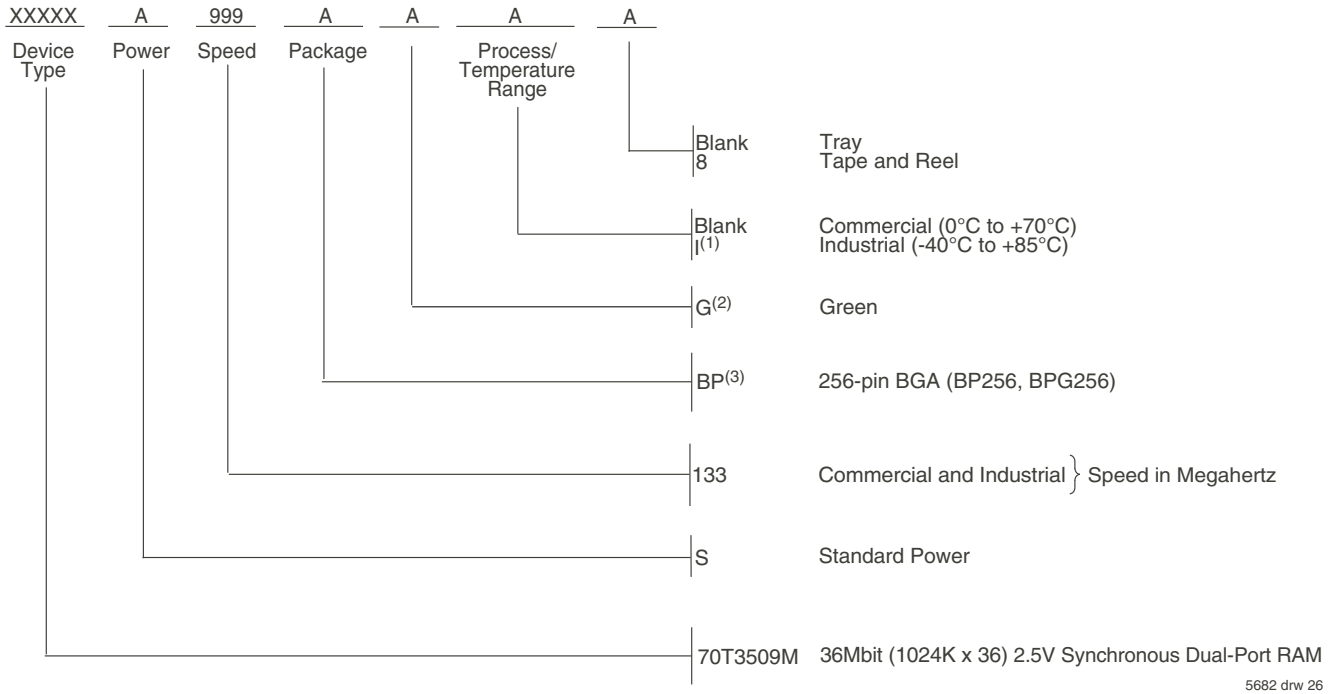 XXXXX A 999 A A A A
Device Type Power Speed Package Process/ Temperature Range
Blank Tray
8 Tape and Reel
Blank Commercial (0°C to +70°C)
I(1) Industrial (-40°C to +85°C)
G(2) Green
BP(3) 256-pin BGA (BP256, BPG256)
133 Commercial and Industrial } Speed in Megahertz
S Standard Power
70T3509M 36Mbit (1024K x 36) 2.5V Synchronous Dual-Port RAM
5682 drw 26